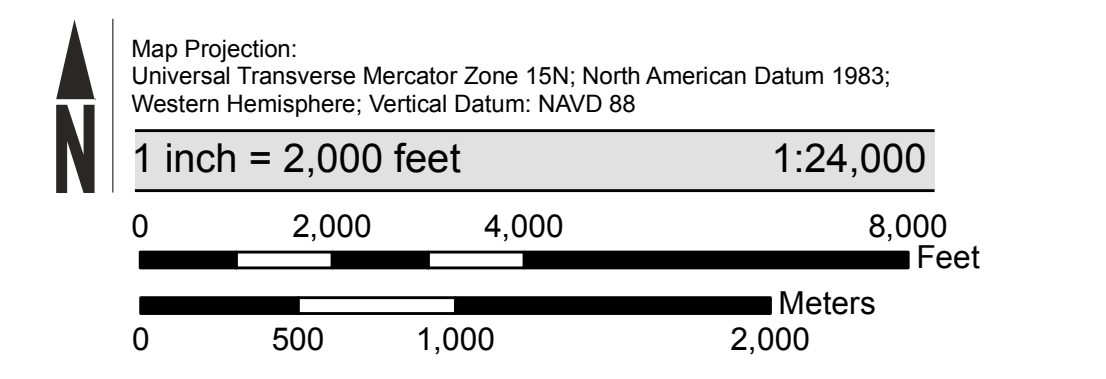 N
Map Projection:
Universal Transverse Mercator Zone 15N; North American Datum 1983;
Western Hemisphere; Vertical Datum: NAVD 88
1 inch = 2,000 feet 1:24,000
0 2,000 4,000 8,000
Feet
Meters
0 500 1,000 2,000